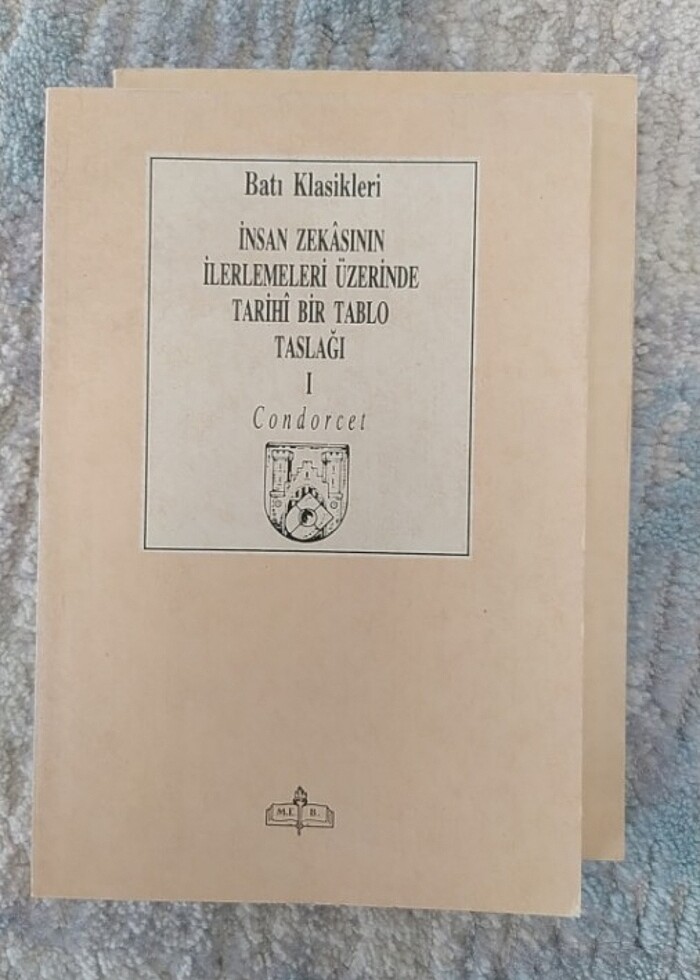 Batı Klasikleri
İNSAN ZEKÂSININ
İLERLEMELERİ ÜZERİNDE
TARİHÎ BİR TABLO
TASLAĞI
I
Condorcet
M.E B.